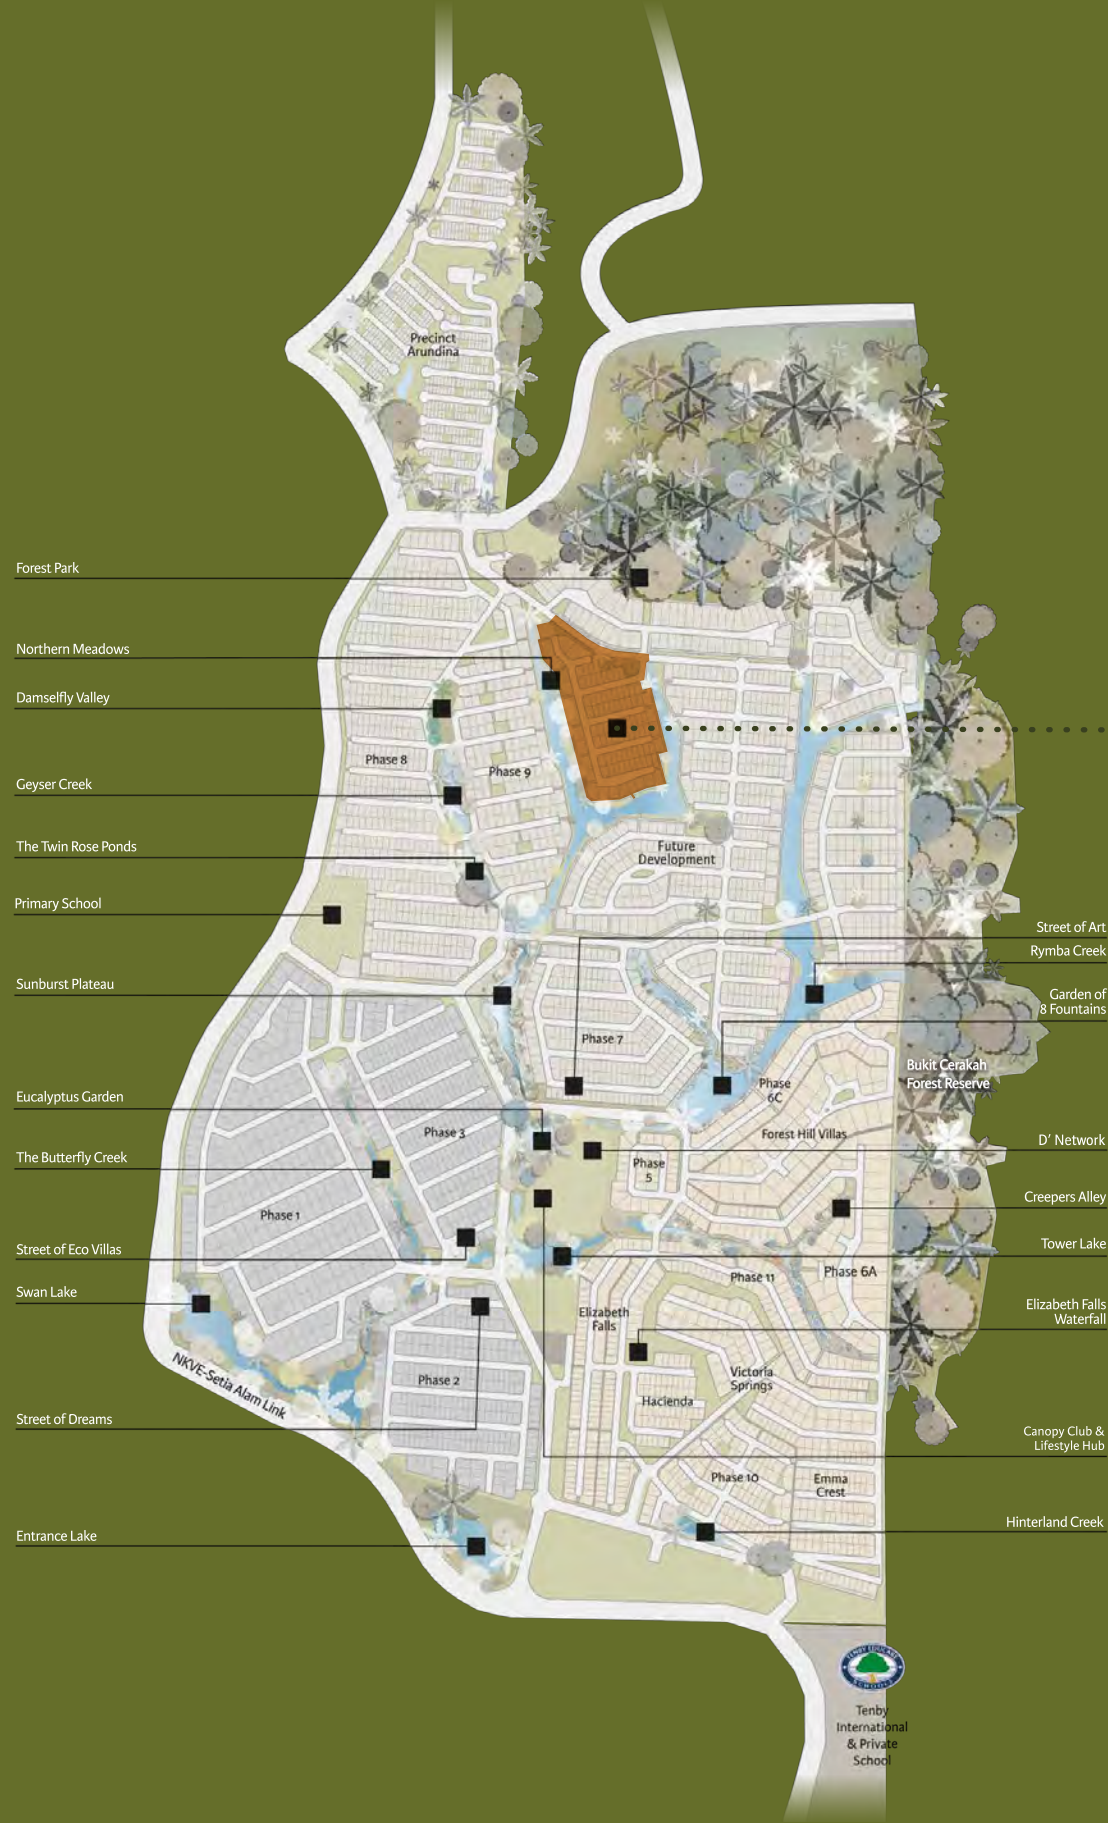 Precinct
Arundina
Forest Park
Northern Meadows
Damselfly Valley
Phase 8
Phase 9
Geyser Creek
The Twin Rose Ponds
Future
Development
Primary School
Street of Art
Rymba Creek
Sunburst Plateau
Garden of
8 Fountains
Phase 7
Bukit Cerakah
Forest Reserve
Phase
6C
Eucalyptus Garden
Phase 3
Forest Hill Villas
D' Network
The Butterfly Creek
Phase
5
Creepers Alley
Phase 1
Street of Eco Villas
Tower Lake
Phase 11
Phase 6A
Swan Lake
Elizabeth
Falls
Elizabeth Falls
Waterfall
NKVE-Setia Alam Link
Phase 2
Victoria
Springs
Hacienda
Street of Dreams
Canopy Club &
Lifestyle Hub
Phase 10
Emma
Crest
Entrance Lake
Hinterland Creek
TENBY EDUCARE
SCHOOLS
Tenby
International
& Private
School